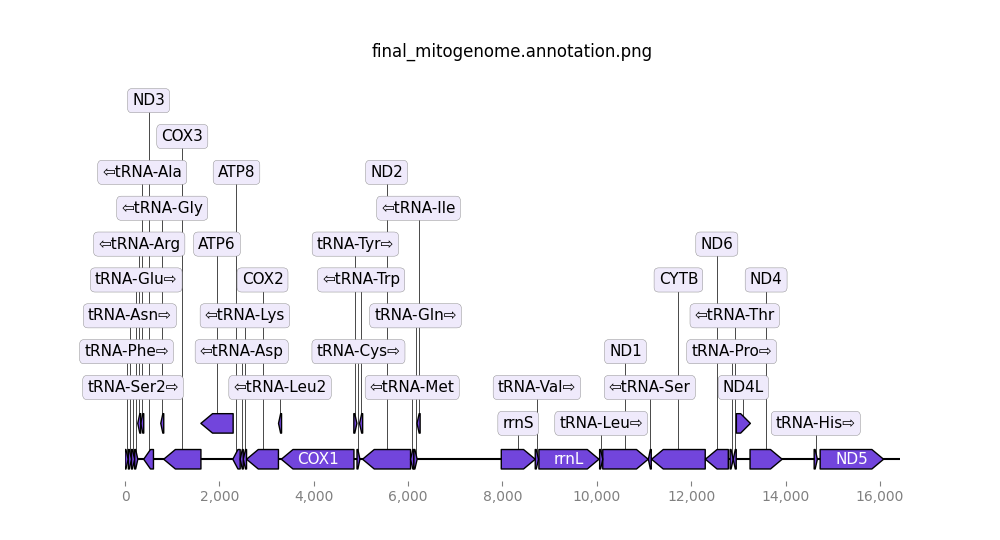 final_mitogenome.annotation.png
ND3
COX3
⇦tRNA-Ala
ATP8
ND2
⇦tRNA-Gly
⇦tRNA-Ile
⇦tRNA-Arg
ATP6
tRNA-Tyr⇨
ND6
tRNA-Glu⇨
COX2
⇦tRNA-Trp
CYTB
ND4
tRNA-Asn⇨
⇦tRNA-Lys
tRNA-Gln⇨
⇦tRNA-Thr
tRNA-Phe⇨
⇦tRNA-Asp
tRNA-Cys⇨
ND1
tRNA-Pro⇨
tRNA-Ser2⇨
⇦tRNA-Leu2
⇦tRNA-Met
tRNA-Val⇨
⇦tRNA-Ser
ND4L
rrnS
tRNA-Leu⇨
tRNA-His⇨
COX1
rrnL
ND5
0
2,000
4,000
6,000
8,000
10,000
12,000
14,000
16,000